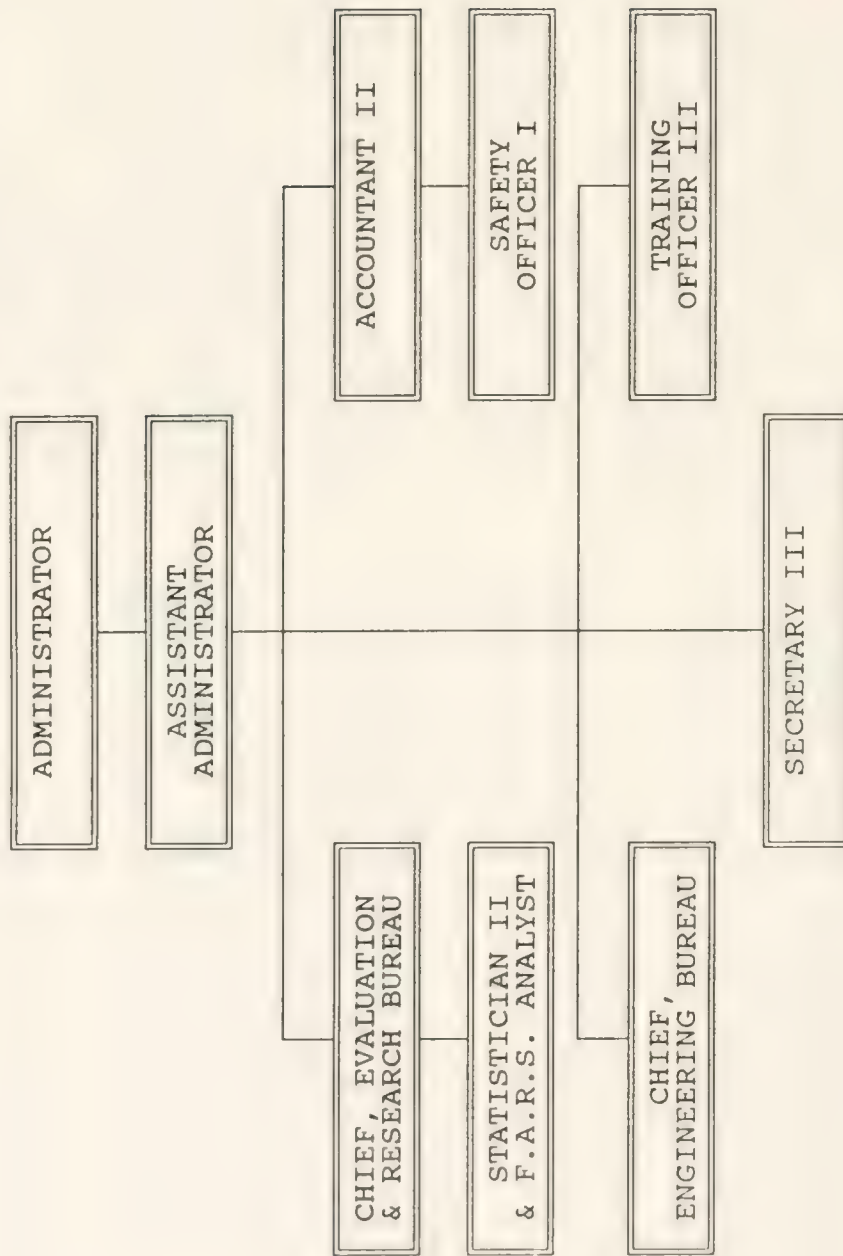 ADMINISTRATOR
ASSISTANT
ADMINISTRATOR
CHIEF, EVALUATION
& RESEARCH BUREAU
ACCOUNTANT II
STATISTICIAN II
& F.A.R.S. ANALYST
SAFETY
OFFICER I
CHIEF,
ENGINEERING BUREAU
TRAINING
OFFICER III
SECRETARY III